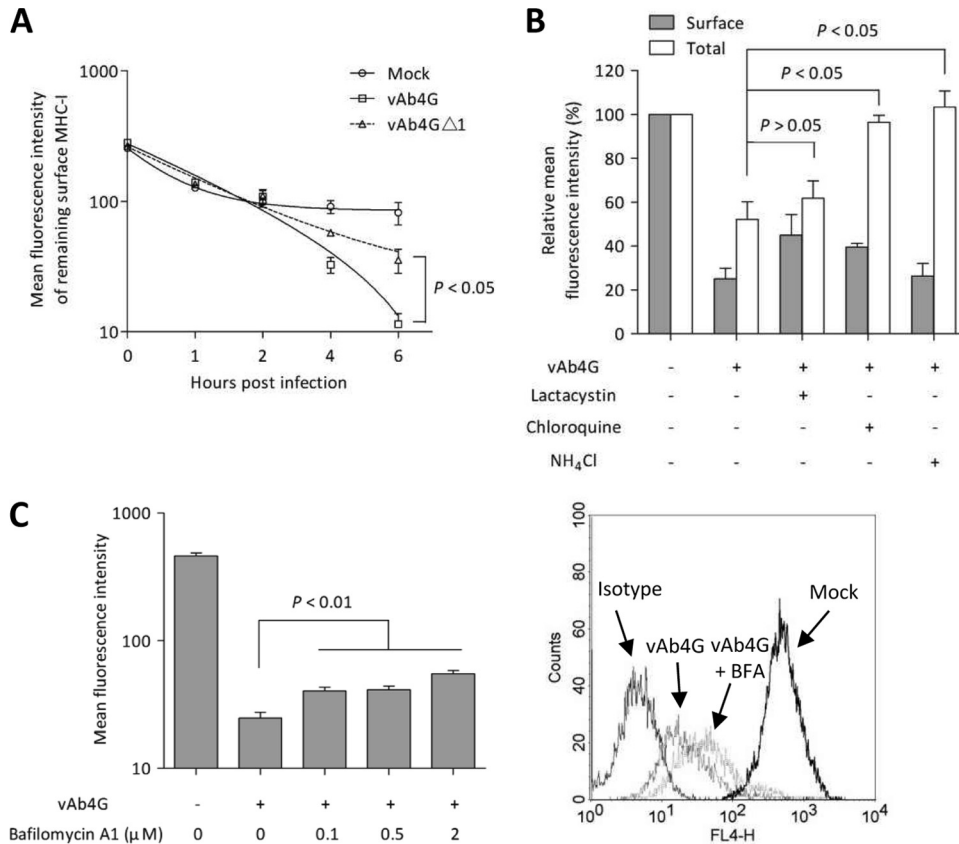 A
Mean fluorescence intensity
of remaining surface MHC-I
1000
100
10
Mock
vAb4G
vAb4G△1
P < 0.05
0 1 2 4 6
Hours post infection
B
Surface
Total
Relative mean
fluorescence intensity (%)
120
100
80
60
40
20
0
P < 0.05
P < 0.05
P > 0.05
vAb4G - + + + +
Lactacystin - - + - -
Chloroquine - - - + -
NH₄Cl - - - - +
C
Mean fluorescence intensity
1000
100
10
P < 0.01
vAb4G - + + + +
Bafilomycin A1 (μM) 0 0 0.1 0.5 2
Counts
100
80
60
40
20
0
Isotype
vAb4G
vAb4G
+ BFA
Mock
10⁰ 10¹ 10² 10³ 10⁴
FL4-H